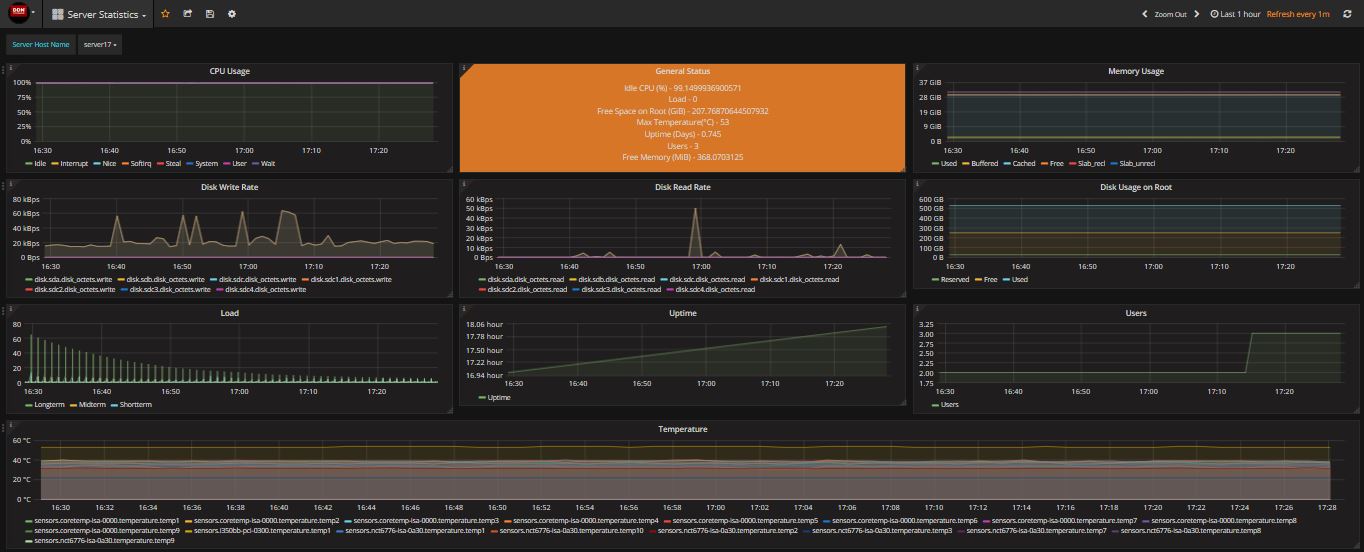 DDN Server Statistics Zoom Out Last 1 hour Refresh every 1m
Server Host Name server17
CPU Usage
100%
75%
50%
25%
0%
16:30 16:40 16:50 17:00 17:10 17:20
Idle Interrupt Nice Softirq Steal System User Wait
General Status
Idle CPU (%) - 99.1499936900571
Load - 0
Free Space on Root (GiB) - 207.76870644507932
Max Temperature(°C) - 53
Uptime (Days) - 0.745
Users - 3
Free Memory (MiB) - 368.0703125
Memory Usage
37 GiB
28 GiB
19 GiB
9 GiB
0 B
16:30 16:40 16:50 17:00 17:10 17:20
Used Buffered Cached Free Slab_recl Slab_unrecl
Disk Write Rate
80 kBps
60 kBps
40 kBps
20 kBps
0 Bps
16:30 16:40 16:50 17:00 17:10 17:20
disk.sda.disk_octets.write disk.sdb.disk_octets.write disk.sdc.disk_octets.write disk.sdc1.disk_octets.write
disk.sdc2.disk_octets.write disk.sdc3.disk_octets.write disk.sdc4.disk_octets.write
Disk Read Rate
60 kBps
50 kBps
40 kBps
30 kBps
20 kBps
10 kBps
0 Bps
16:30 16:40 16:50 17:00 17:10 17:20
disk.sda.disk_octets.read disk.sdb.disk_octets.read disk.sdc.disk_octets.read disk.sdc1.disk_octets.read
disk.sdc2.disk_octets.read disk.sdc3.disk_octets.read disk.sdc4.disk_octets.read
Disk Usage on Root
600 GB
500 GB
400 GB
300 GB
200 GB
100 GB
0 GB
16:30 16:40 16:50 17:00 17:10 17:20
Reserved Free Used
Load
80
60
40
20
0
16:30 16:40 16:50 17:00 17:10 17:20
Longterm Midterm Shortterm
Uptime
18.06 hour
17.78 hour
17.50 hour
17.22 hour
16.94 hour
16:30 16:40 16:50 17:00 17:10 17:20
Uptime
Users
3.25
3.00
2.75
2.50
2.25
2.00
1.75
16:30 16:40 16:50 17:00 17:10 17:20
Users
Temperature
60 °C
40 °C
20 °C
0 °C
16:30 16:32 16:34 16:36 16:38 16:40 16:42 16:44 16:46 16:48 16:50 16:52 16:54 16:56 16:58 17:00 17:02 17:04 17:06 17:08 17:10 17:12 17:14 17:16 17:18 17:20 17:22 17:24 17:26 17:28
sensors.coretemp-isa-0000.temperature.temp1 sensors.coretemp-isa-0000.temperature.temp2 sensors.coretemp-isa-0000.temperature.temp3 sensors.coretemp-isa-0000.temperature.temp4 sensors.coretemp-isa-0000.temperature.temp5 sensors.coretemp-isa-0000.temperature.temp6 sensors.coretemp-isa-0000.temperature.temp7 sensors.coretemp-isa-0000.temperature.temp8
sensors.coretemp-isa-0000.temperature.temp9 sensors.i350bb-pci-0300.temperature.temp1 sensors.nct6776-isa-0a30.temperature.temp1 sensors.nct6776-isa-0a30.temperature.temp10 sensors.nct6776-isa-0a30.temperature.temp2 sensors.nct6776-isa-0a30.temperature.temp3 sensors.nct6776-isa-0a30.temperature.temp7 sensors.nct6776-isa-0a30.temperature.temp8
sensors.nct6776-isa-0a30.temperature.temp9